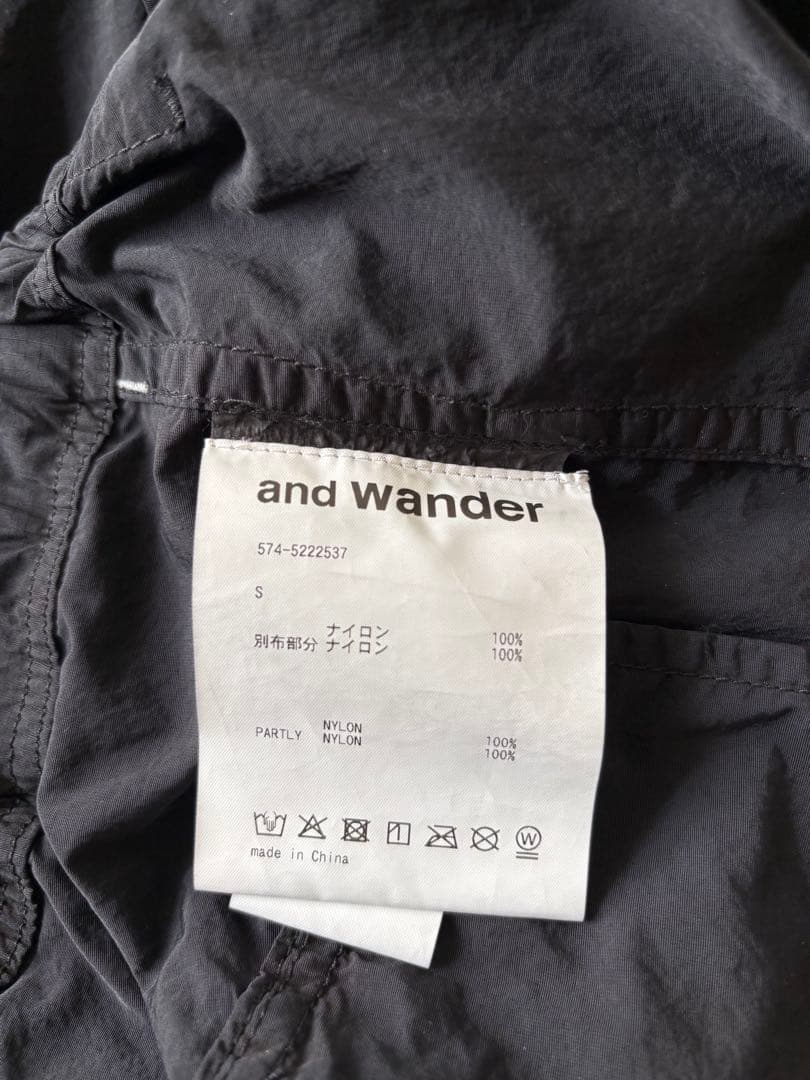 and Wander
574-5222537
S
ナイロン 100%
別布部分 ナイロン 100%
NYLON 100%
PARTLY NYLON 100%
W
made in China